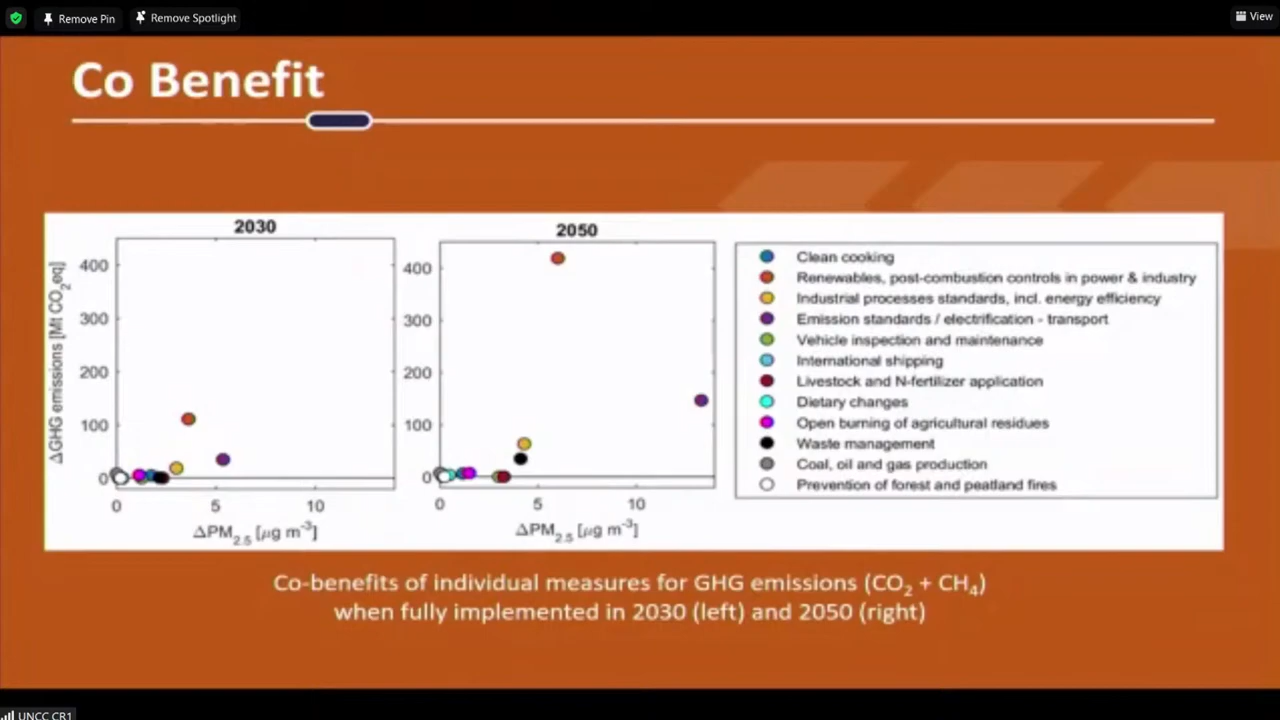 Remove Pin
Remove Spotlight
View
Co Benefit
2030
2050
ΔGHG emissions [Mt CO₂eq]
400
300
200
100
0
0
5
10
ΔPM₂.₅ [μg m⁻³]
400
300
200
100
0
0
5
10
ΔPM₂.₅ [μg m⁻³]
Clean cooking
Renewables, post-combustion controls in power & industry
Industrial processes standards, incl. energy efficiency
Emission standards / electrification - transport
Vehicle inspection and maintenance
International shipping
Livestock and N-fertilizer application
Dietary changes
Open burning of agricultural residues
Waste management
Coal, oil and gas production
Prevention of forest and peatland fires
Co-benefits of individual measures for GHG emissions (CO₂ + CH₄)
when fully implemented in 2030 (left) and 2050 (right)
UNCC CR1